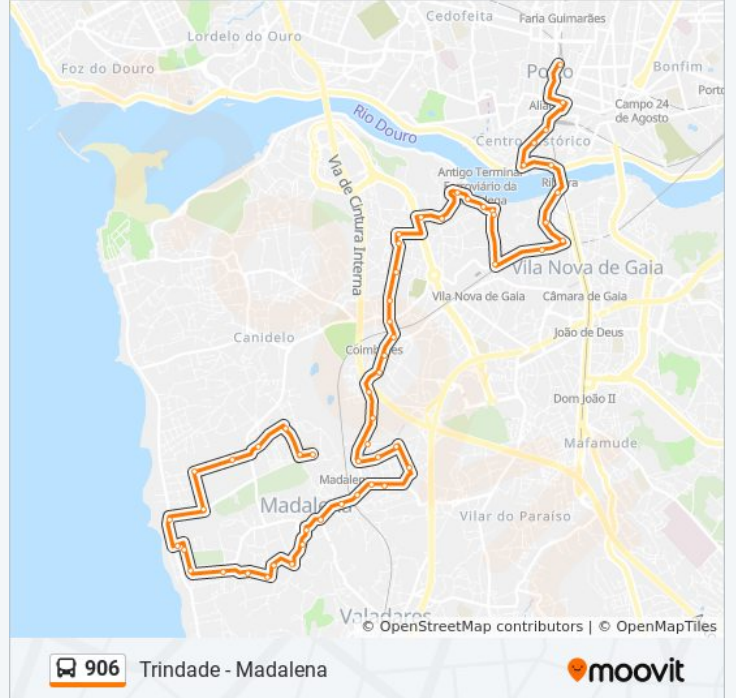 Cedofeita
Faria Guimarães
Lordelo do Ouro
Foz do Douro
Porto
Bonfim
Campo 24
de Agosto
Rio Douro
Centro Histórico
Antigo Terminal
Ferroviário da
Via de Cintura Interna
Vila Nova de Gaia
Vila Nova de Gaia
Câmara de Gaia
Canidelo
João de Deus
Coimbrões
Dom João II
Mafamude
Madalena
Madalena
Vilar do Paraíso
Valadares
© OpenStreetMap contributors | © OpenMapTiles
906 Trindade - Madalena
moovit